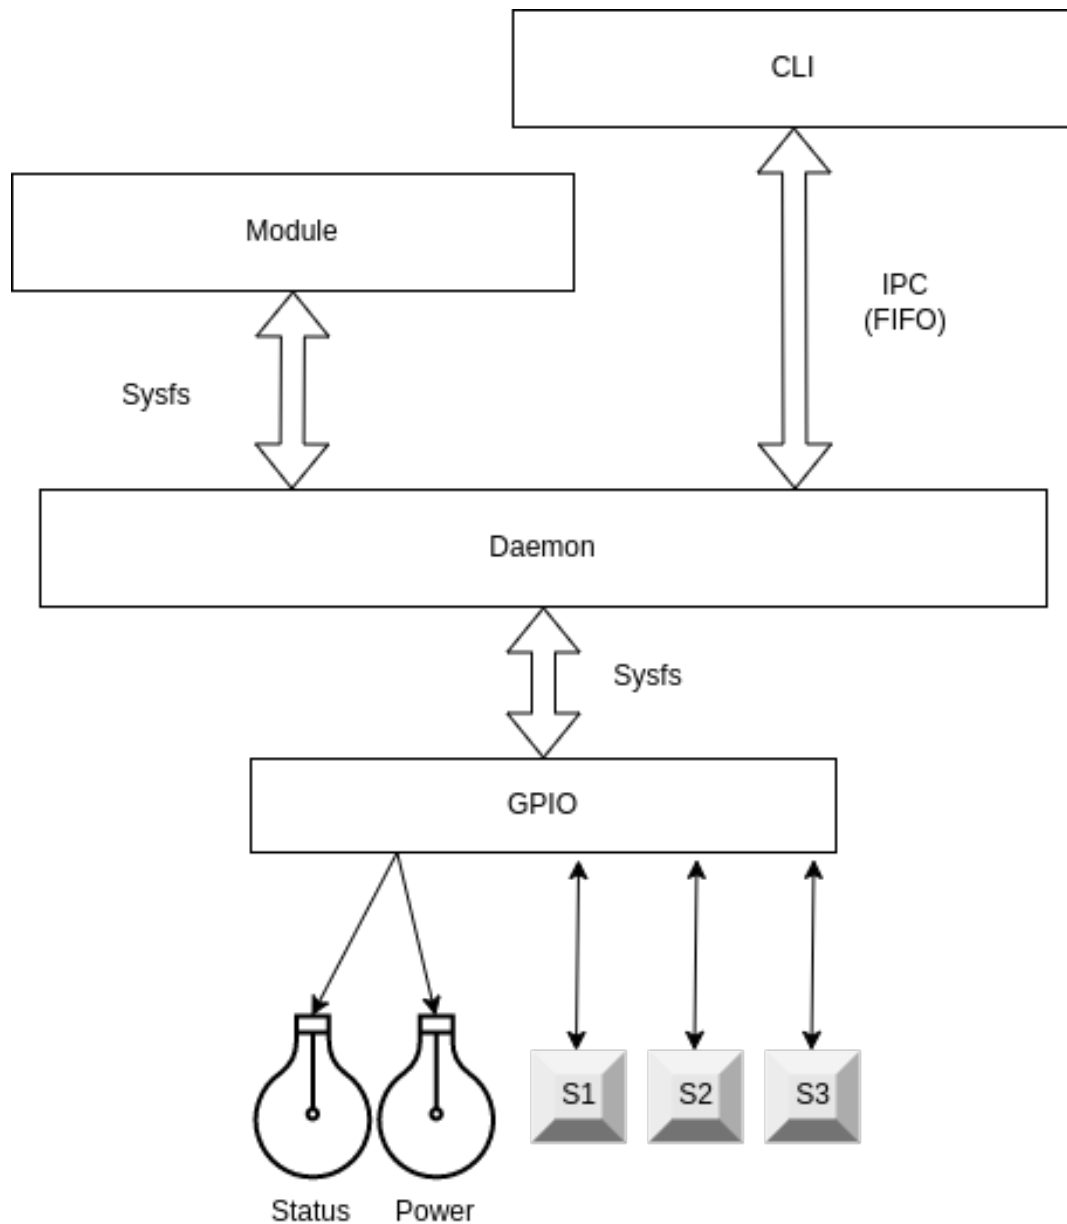 CLI
Module
IPC
(FIFO)
Sysfs
Daemon
Sysfs
GPIO
S1
S2
S3
Status
Power